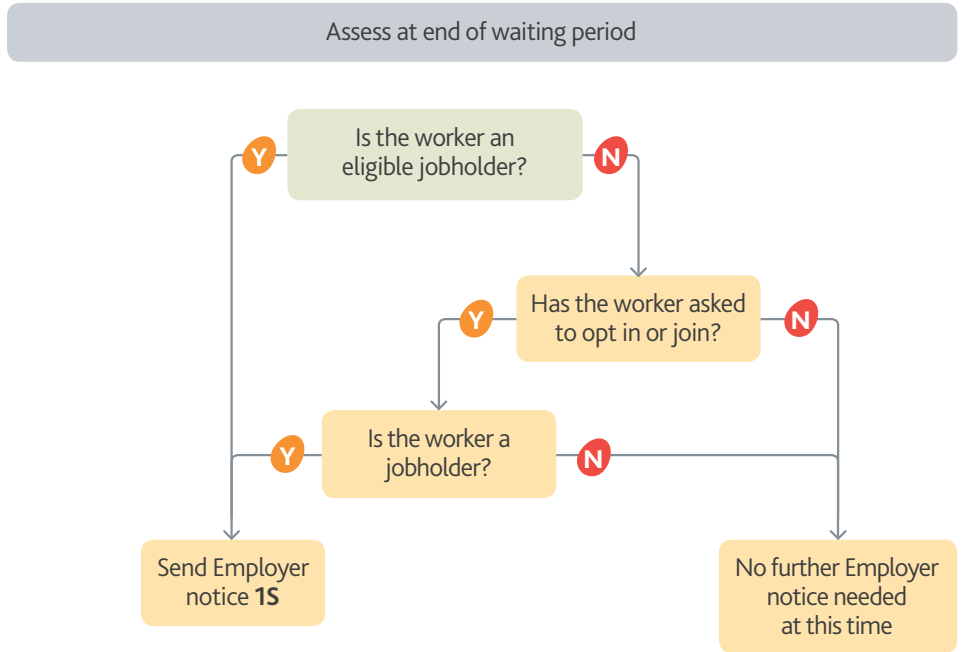 Assess at end of waiting period
Is the worker an
eligible jobholder?
Y
N
Has the worker asked
to opt in or join?
Y
N
Is the worker a
jobholder?
Y
N
Send Employer
notice 1S
No further Employer
notice needed
at this time